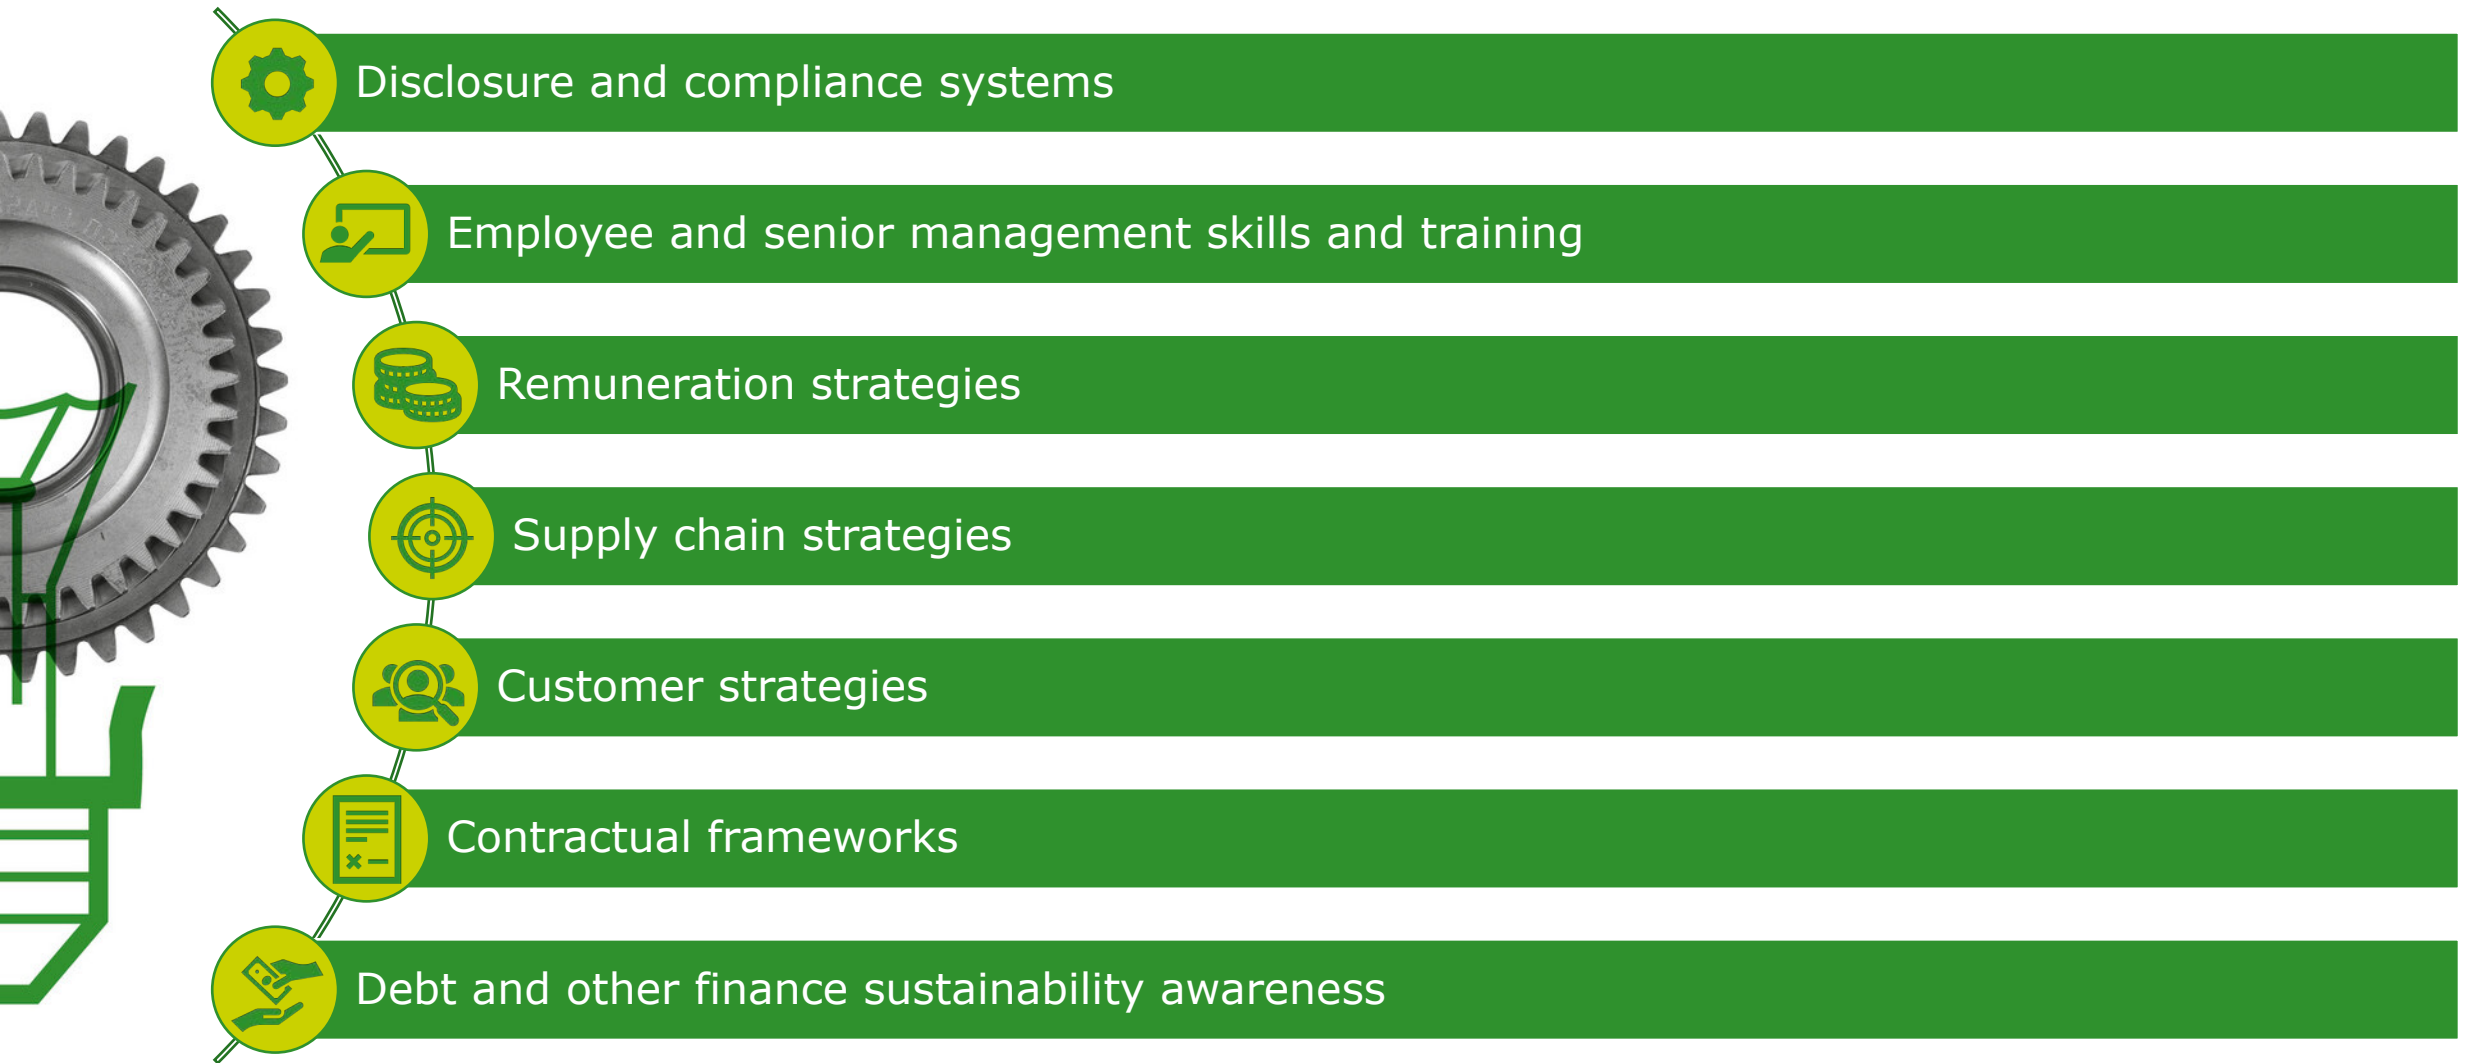 Disclosure and compliance systems
Employee and senior management skills and training
Remuneration strategies
Supply chain strategies
Customer strategies
Contractual frameworks
Debt and other finance sustainability awareness